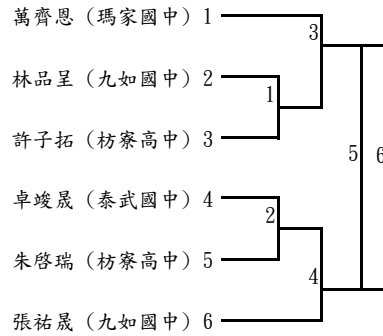 萬齊恩（瑪家國中）1
3
林品呈（九如國中）2
1
許子拓（枋寮高中）3
5 6
卓竣晟（泰武國中）4
2
朱啓瑞（枋寮高中）5
4
張祐晟（九如國中）6